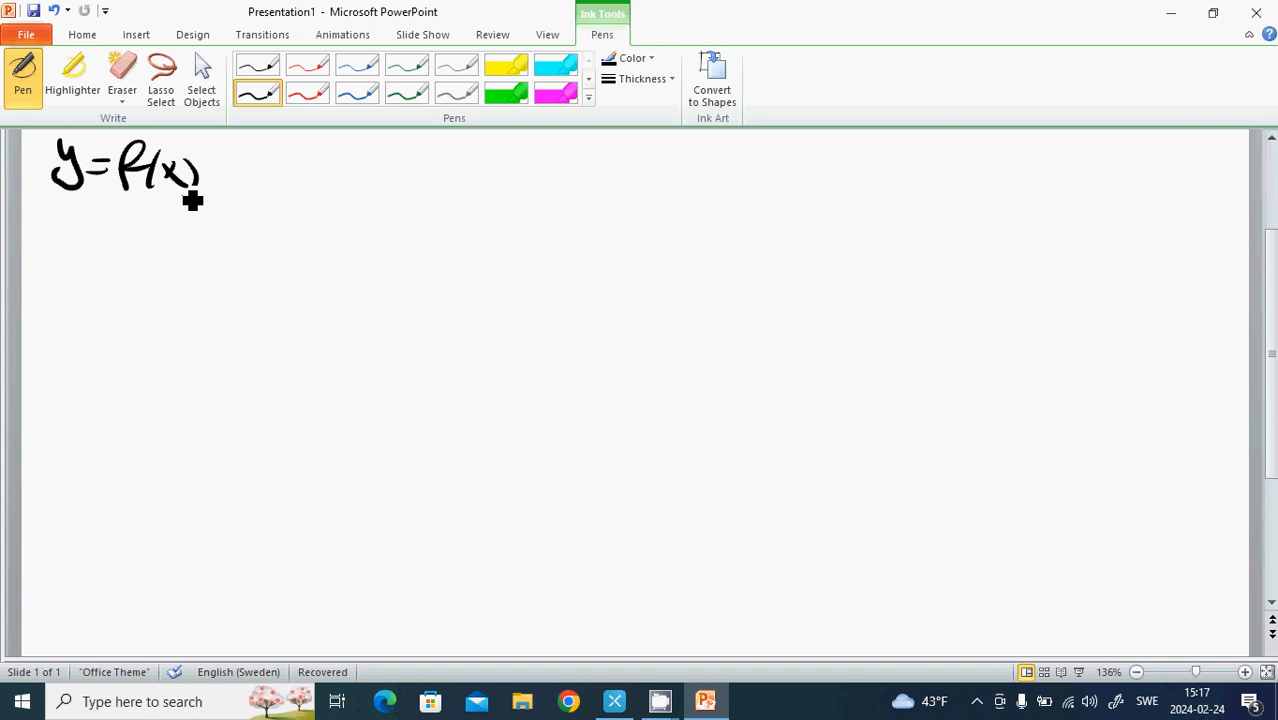 Presentation1 - Microsoft PowerPoint
Ink Tools
File Home Insert Design Transitions Animations Slide Show Review View Pens
Pen Highlighter Eraser Lasso Select Select Objects Color Thickness Convert to Shapes
Write Pens Ink Art
y=f(x)
Slide 1 of 1 "Office Theme" English (Sweden) Recovered 136%
Type here to search 43°F SWE 15:17
2024-02-24 5